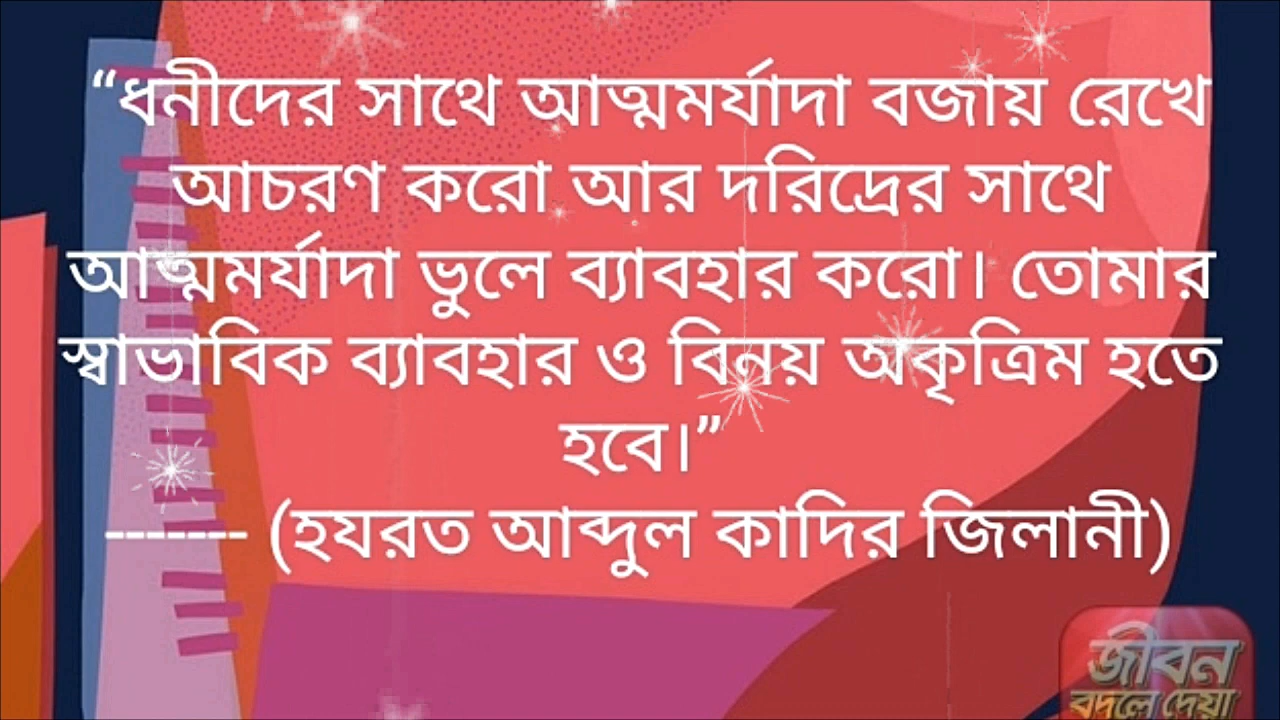 “ধনীদের সাথে আত্মমর্যাদা বজায় রেখে
আচরণ করো আর দরিদ্রের সাথে
আত্মমর্যাদা ভুলে ব্যাবহার করো। তোমার
স্বাভাবিক ব্যাবহার ও বিনয় অকৃত্রিম হতে
হবে।”
------- (হযরত আব্দুল কাদির জিলানী)
জীবন
বদলে দেয়া